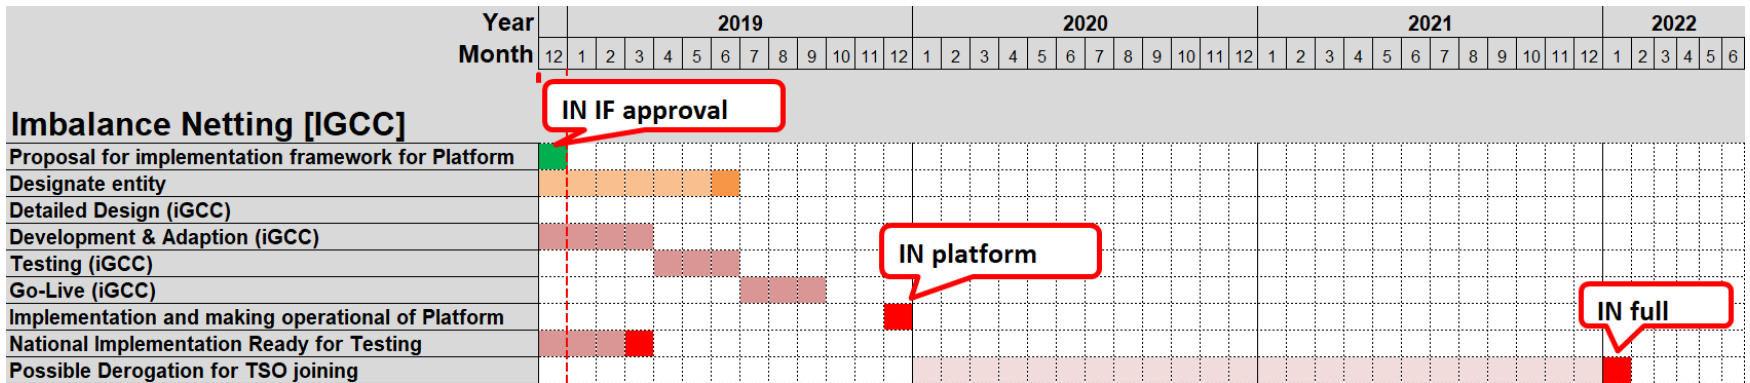 Year 2019 2020 2021 2022
Month 12 1 2 3 4 5 6 7 8 9 10 11 12 1 2 3 4 5 6 7 8 9 10 11 12 1 2 3 4 5 6 7 8 9 10 11 12 1 2 3 4 5 6
IN IF approval
Imbalance Netting [IGCC]
Proposal for implementation framework for Platform
Designate entity
Detailed Design (iGCC)
Development & Adaption (iGCC)
IN platform
Testing (iGCC)
Go-Live (iGCC)
Implementation and making operational of Platform
IN full
National Implementation Ready for Testing
Possible Derogation for TSO joining